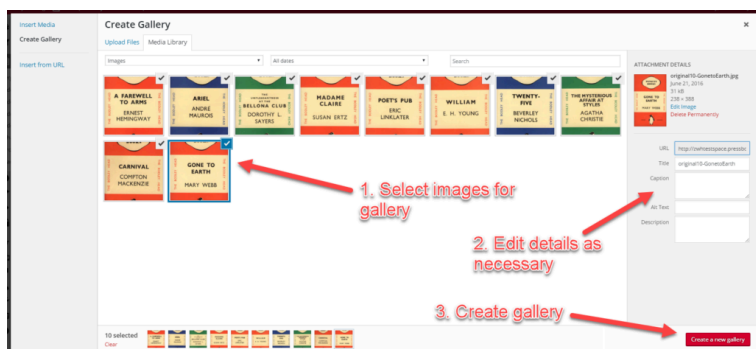 Insert Media
Create Gallery
Insert from URL
Create Gallery
Upload Files
Media Library
Images
All dates
Search
A FAREWELL
TO ARMS
ERNEST
HEMINGWAY
ARIEL
ANDRE
MAUROIS
BELLONA CLUB
DOROTHY L.
SAYERS
MADAME
CLAIRE
SUSAN ERTZ
POET'S PUB
ERIC
LINKLATER
WILLIAM
E. H. YOUNG
TWENTY-
FIVE
BEVERLEY
NICHOLS
THE MYSTERIOUS
AFFAIR AT
STYLES
AGATHA
CHRISTIE
CARNIVAL
COMPTON
MACKENZIE
GONE TO
EARTH
MARY WEBB
1. Select images for
gallery
ATTACHMENT DETAILS
original10-GonetoEarth.jpg
June 21, 2016
31 kB
238 × 388
Edit Image
Delete Permanently
URL
Title
original10-GonetoEarth
Caption
Alt Text
Description
2. Edit details as
necessary
3. Create gallery
10 selected
Clear
Create a new gallery